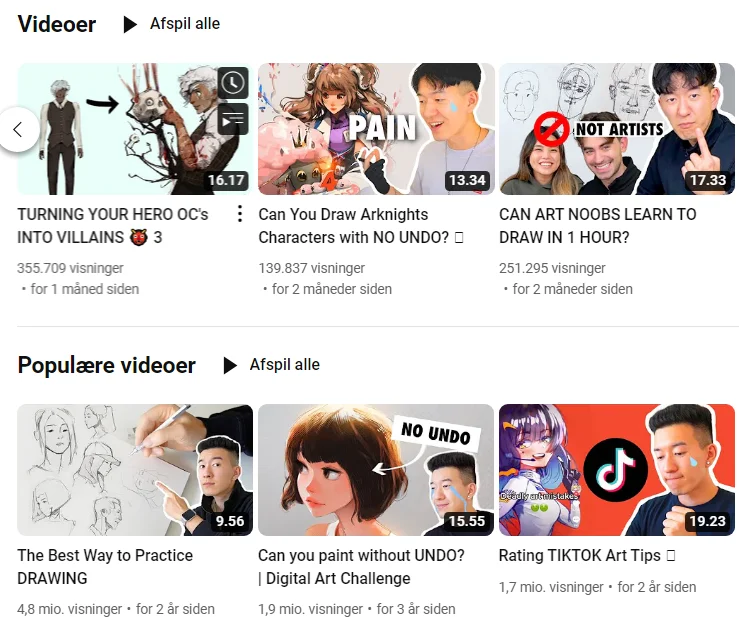 Videoer Afspil alle
PAIN
NOT ARTISTS
16.17 13.34 17.33
TURNING YOUR HERO OC's
INTO VILLAINS 👹 3
355.709 visninger
• for 1 måned siden
Can You Draw Arknights
Characters with NO UNDO?
139.837 visninger
• for 2 måneder siden
CAN ART NOOBS LEARN TO
DRAW IN 1 HOUR?
251.295 visninger
• for 2 måneder siden
Populære videoer Afspil alle
NO UNDO
Deadly art mistakes
9.56 15.55 19.23
The Best Way to Practice
DRAWING
4,8 mio. visninger • for 2 år siden
Can you paint without UNDO?
| Digital Art Challenge
1,9 mio. visninger • for 3 år siden
Rating TIKTOK Art Tips
1,7 mio. visninger • for 2 år siden